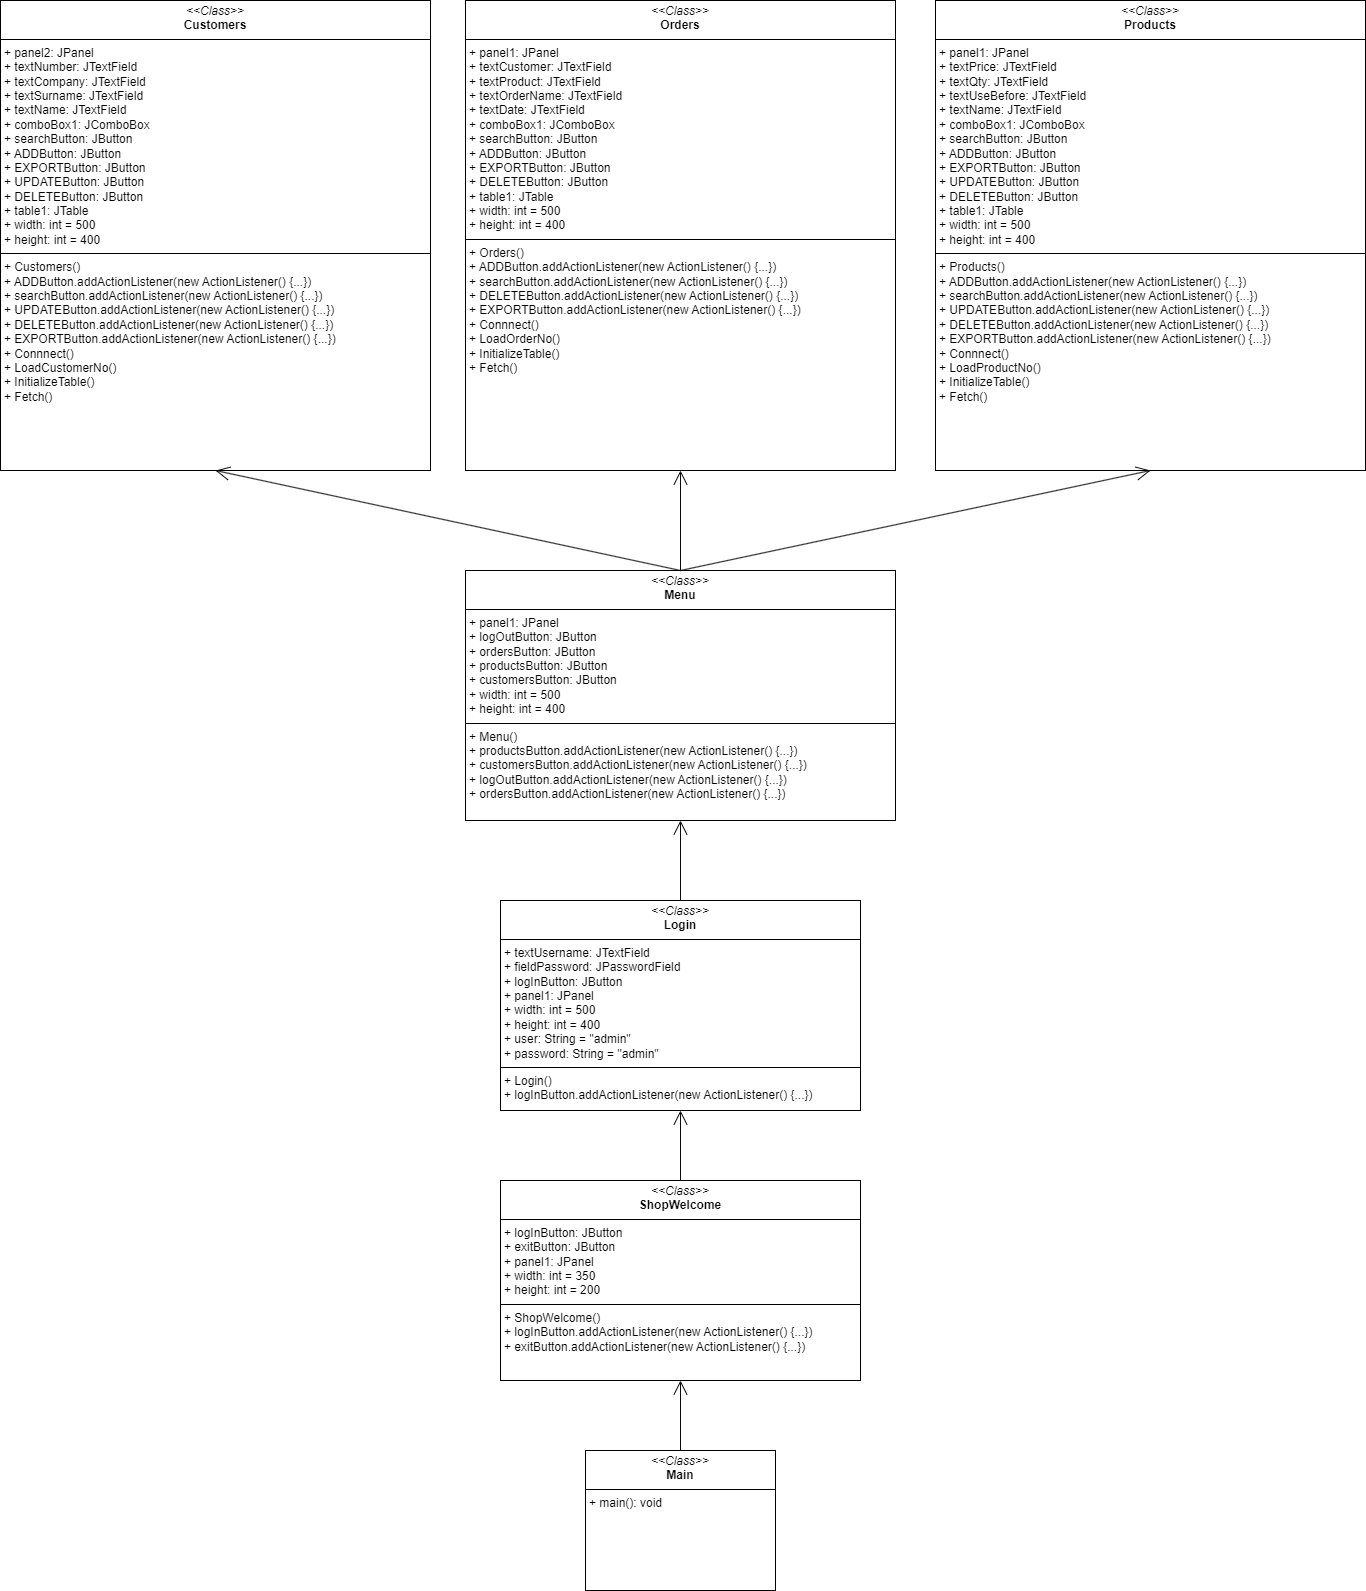 <<Class>>
Customers
+ panel2: JPanel
+ textNumber: JTextField
+ textCompany: JTextField
+ textSurname: JTextField
+ textName: JTextField
+ comboBox1: JComboBox
+ searchButton: JButton
+ ADDButton: JButton
+ EXPORTButton: JButton
+ UPDATEButton: JButton
+ DELETEButton: JButton
+ table1: JTable
+ width: int = 500
+ height: int = 400
+ Customers()
+ ADDButton.addActionListener(new ActionListener() {...})
+ searchButton.addActionListener(new ActionListener() {...})
+ UPDATEButton.addActionListener(new ActionListener() {...})
+ DELETEButton.addActionListener(new ActionListener() {...})
+ EXPORTButton.addActionListener(new ActionListener() {...})
+ Connnect()
+ LoadCustomerNo()
+ InitializeTable()
+ Fetch()
<<Class>>
Orders
+ panel1: JPanel
+ textCustomer: JTextField
+ textProduct: JTextField
+ textOrderName: JTextField
+ textDate: JTextField
+ comboBox1: JComboBox
+ searchButton: JButton
+ ADDButton: JButton
+ EXPORTButton: JButton
+ DELETEButton: JButton
+ table1: JTable
+ width: int = 500
+ height: int = 400
+ Orders()
+ ADDButton.addActionListener(new ActionListener() {...})
+ searchButton.addActionListener(new ActionListener() {...})
+ DELETEButton.addActionListener(new ActionListener() {...})
+ EXPORTButton.addActionListener(new ActionListener() {...})
+ Connnect()
+ LoadOrderNo()
+ InitializeTable()
+ Fetch()
<<Class>>
Products
+ panel1: JPanel
+ textPrice: JTextField
+ textQty: JTextField
+ textUseBefore: JTextField
+ textName: JTextField
+ comboBox1: JComboBox
+ searchButton: JButton
+ ADDButton: JButton
+ EXPORTButton: JButton
+ UPDATEButton: JButton
+ DELETEButton: JButton
+ table1: JTable
+ width: int = 500
+ height: int = 400
+ Products()
+ ADDButton.addActionListener(new ActionListener() {...})
+ searchButton.addActionListener(new ActionListener() {...})
+ UPDATEButton.addActionListener(new ActionListener() {...})
+ DELETEButton.addActionListener(new ActionListener() {...})
+ EXPORTButton.addActionListener(new ActionListener() {...})
+ Connnect()
+ LoadProductNo()
+ InitializeTable()
+ Fetch()
<<Class>>
Menu
+ panel1: JPanel
+ logOutButton: JButton
+ ordersButton: JButton
+ productsButton: JButton
+ customersButton: JButton
+ width: int = 500
+ height: int = 400
+ Menu()
+ productsButton.addActionListener(new ActionListener() {...})
+ customersButton.addActionListener(new ActionListener() {...})
+ logOutButton.addActionListener(new ActionListener() {...})
+ ordersButton.addActionListener(new ActionListener() {...})
<<Class>>
Login
+ textUsername: JTextField
+ fieldPassword: JPasswordField
+ logInButton: JButton
+ panel1: JPanel
+ width: int = 500
+ height: int = 400
+ user: String = "admin"
+ password: String = "admin"
+ Login()
+ logInButton.addActionListener(new ActionListener() {...})
<<Class>>
ShopWelcome
+ logInButton: JButton
+ exitButton: JButton
+ panel1: JPanel
+ width: int = 350
+ height: int = 200
+ ShopWelcome()
+ logInButton.addActionListener(new ActionListener() {...})
+ exitButton.addActionListener(new ActionListener() {...})
<<Class>>
Main
+ main(): void